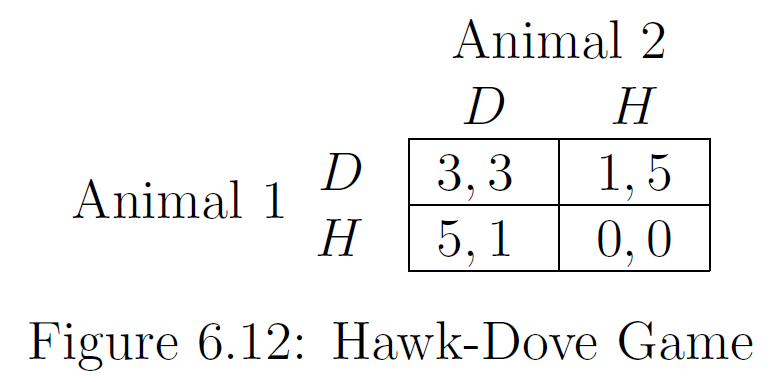 Animal 2
D H
D 3, 3 1, 5
Animal 1
H 5, 1 0, 0
Figure 6.12: Hawk-Dove Game